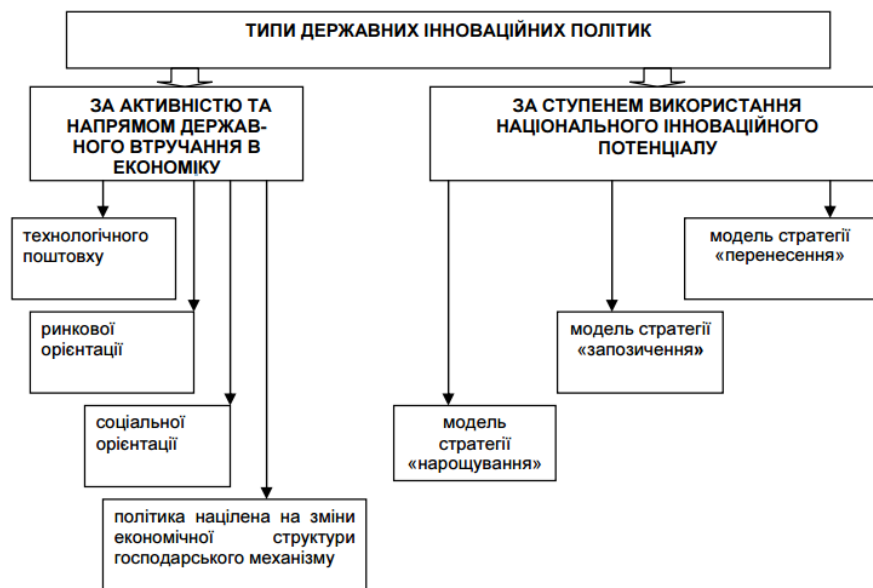 ТИПИ ДЕРЖАВНИХ ІННОВАЦІЙНИХ ПОЛІТИК
ЗА АКТИВНІСТЮ ТА
НАПРЯМОМ ДЕРЖАВ-
НОГО ВТРУЧАННЯ В
ЕКОНОМІКУ
ЗА СТУПЕНЕМ ВИКОРИСТАННЯ
НАЦІОНАЛЬНОГО ІННОВАЦІЙНОГО
ПОТЕНЦІАЛУ
технологічного
поштовху
модель стратегії
«перенесення»
ринкової
орієнтації
модель стратегії
«запозичення»
соціальної
орієнтації
модель
стратегії
«нарощування»
політика націлена на зміни
економічної структури
господарського механізму